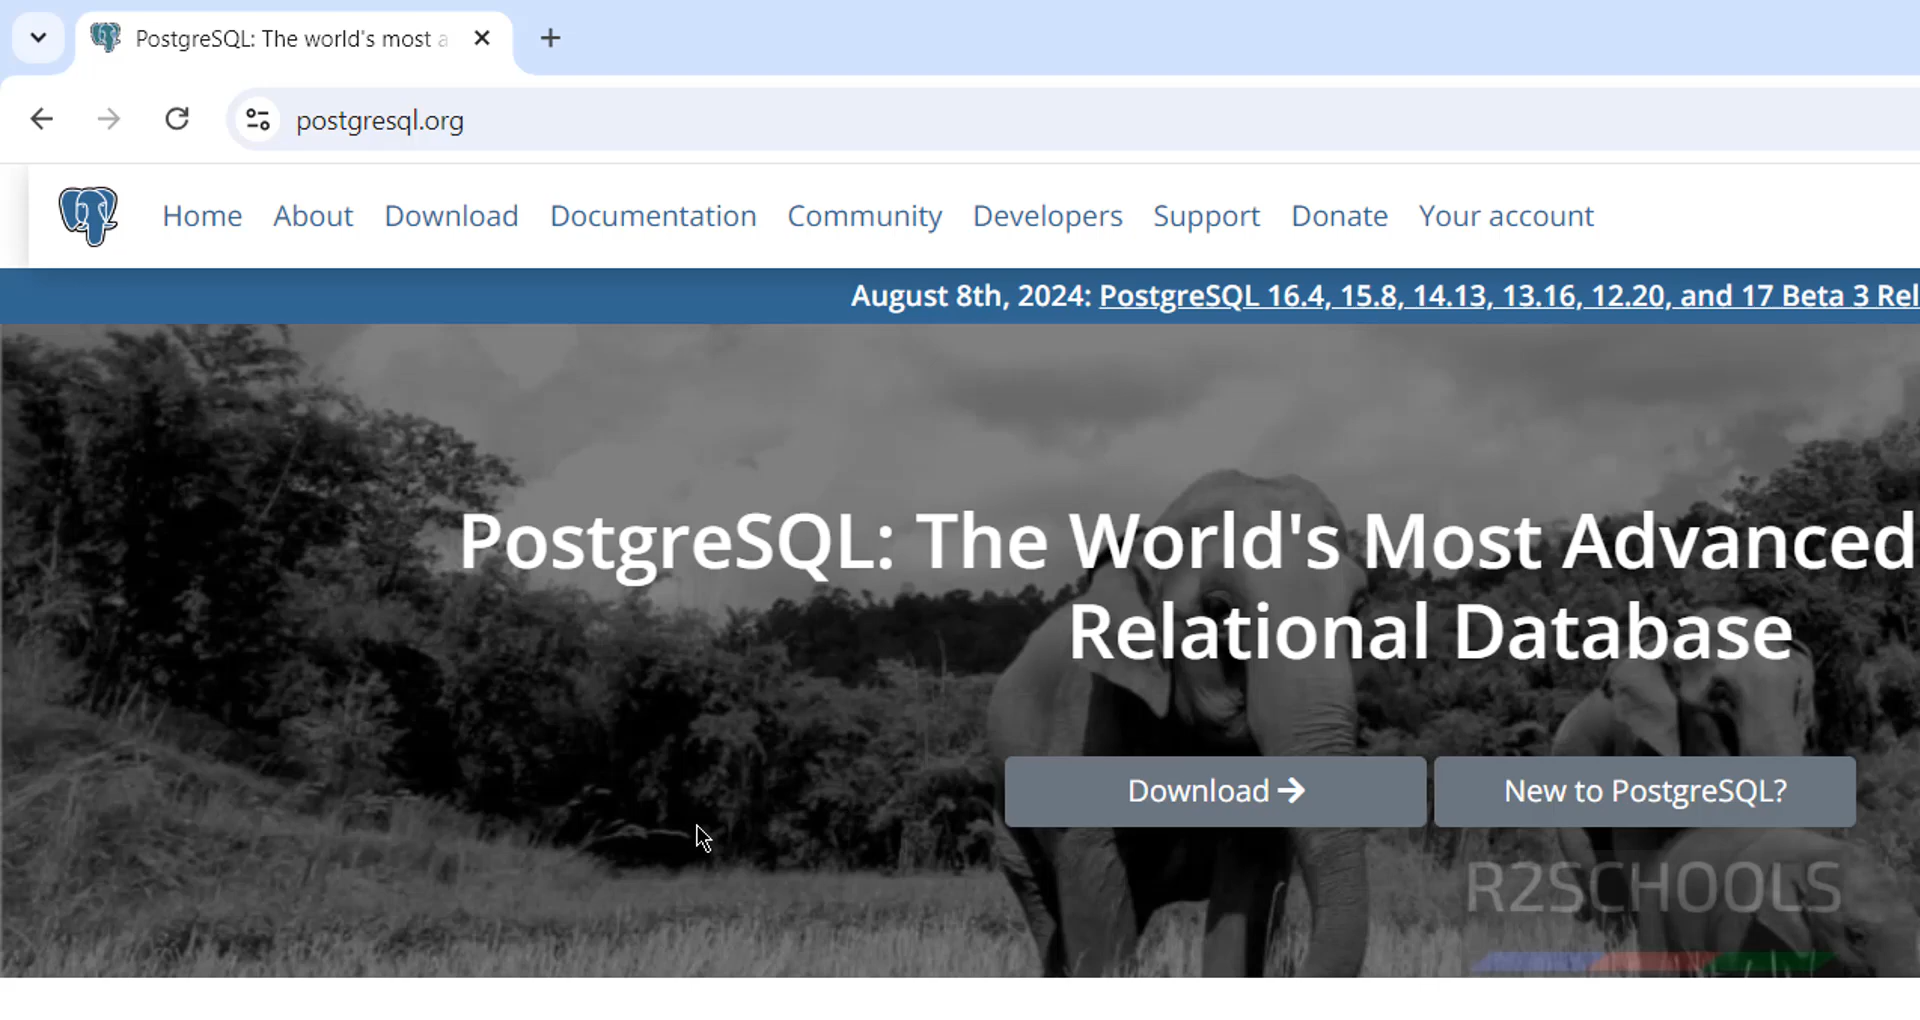 PostgreSQL: The world's most a
postgresql.org
Home About Download Documentation Community Developers Support Donate Your account
August 8th, 2024: PostgreSQL 16.4, 15.8, 14.13, 13.16, 12.20, and 17 Beta 3 Rel
PostgreSQL: The World's Most Advanced
Relational Database
Download → New to PostgreSQL?
R2SCHOOLS